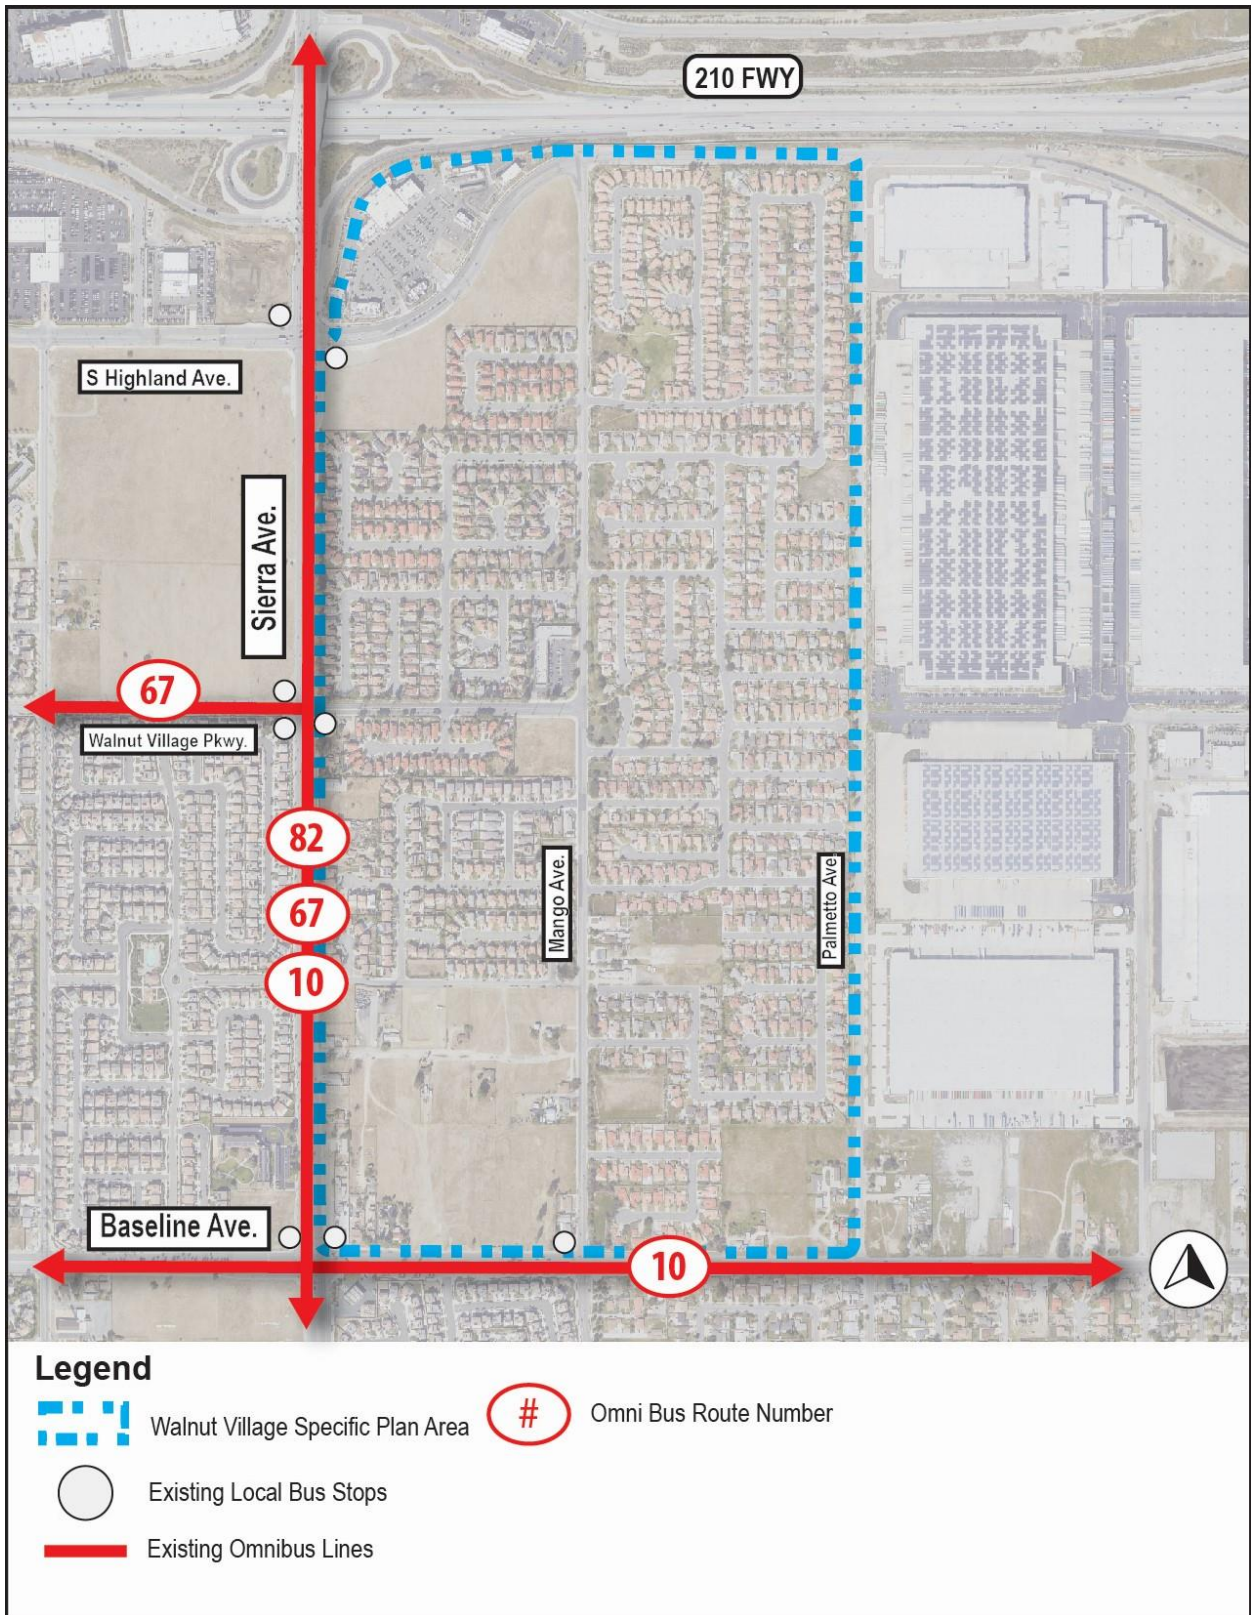 210 FWY
S Highland Ave.
Sierra Ave.
67
Walnut Village Pkwy.
82
67
10
Mango Ave.
Palmetto Ave
Baseline Ave.
10
Legend
Walnut Village Specific Plan Area
# Omni Bus Route Number
Existing Local Bus Stops
Existing Omnibus Lines